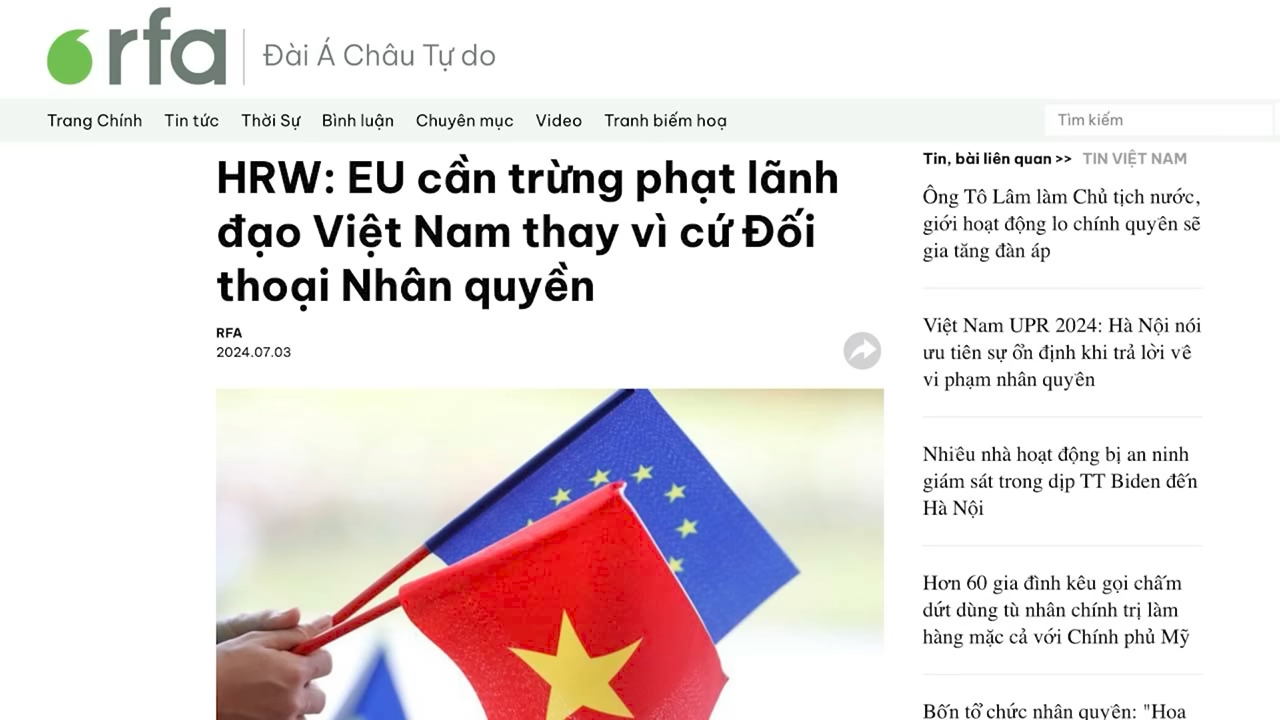 rfa
Đài Á Châu Tự do
Trang Chính Tin tức Thời Sự Bình luận Chuyên mục Video Tranh biếm hoạ
Tìm kiếm
HRW: EU cần trừng phạt lãnh
đạo Việt Nam thay vì cứ Đối
thoại Nhân quyền
RFA
2024.07.03
Tin, bài liên quan >> TIN VIỆT NAM
Ông Tô Lâm làm Chủ tịch nước,
giới hoạt động lo chính quyền sẽ
gia tăng đàn áp
Việt Nam UPR 2024: Hà Nội nói
ưu tiên sự ổn định khi trả lời về
vi phạm nhân quyền
Nhiều nhà hoạt động bị an ninh
giám sát trong dịp TT Biden đến
Hà Nội
Hơn 60 gia đình kêu gọi chấm
dứt dùng tù nhân chính trị làm
hàng mặc cả với Chính phủ Mỹ
Bốn tổ chức nhân quyền: "Hoa